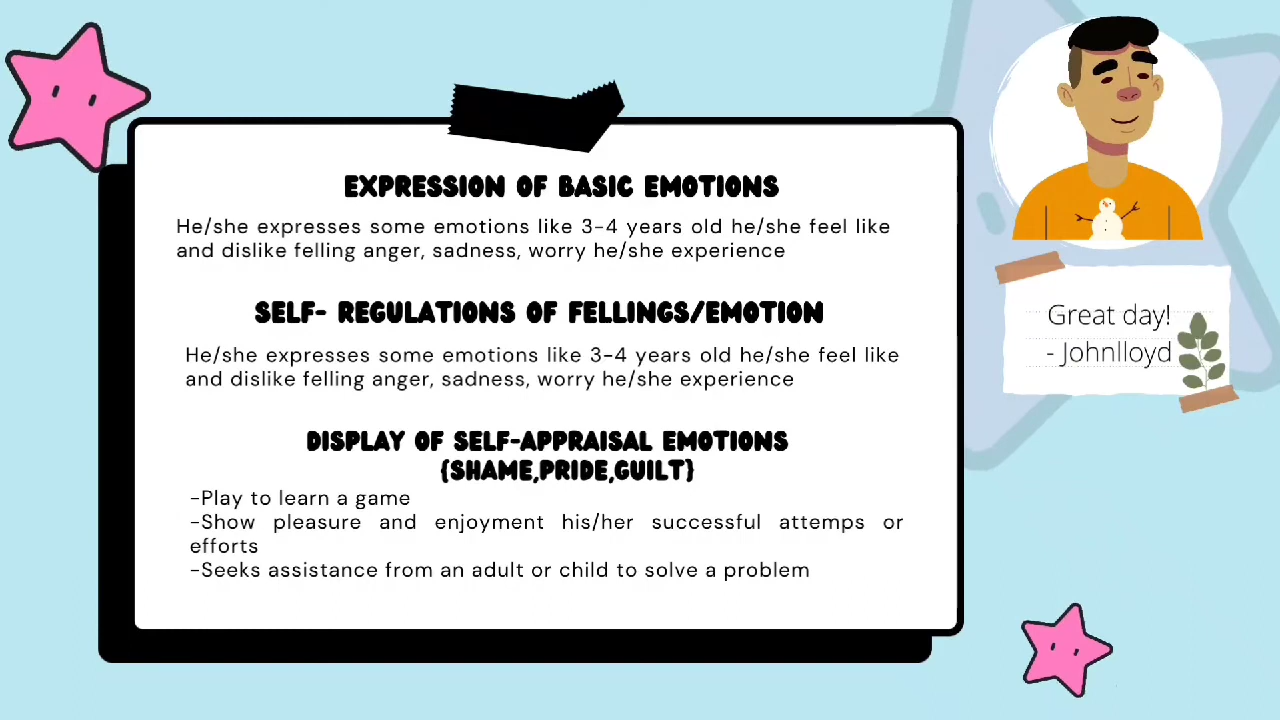 EXPRESSION OF BASIC EMOTIONS
He/she expresses some emotions like 3-4 years old he/she feel like
and dislike felling anger, sadness, worry he/she experience
SELF- REGULATIONS OF FELLINGS/EMOTION
He/she expresses some emotions like 3-4 years old he/she feel like
and dislike felling anger, sadness, worry he/she experience
DISPLAY OF SELF-APPRAISAL EMOTIONS
{SHAME,PRIDE,GUILT}
-Play to learn a game
-Show pleasure and enjoyment his/her successful attemps or
efforts
-Seeks assistance from an adult or child to solve a problem
Great day!
- Johnlloyd